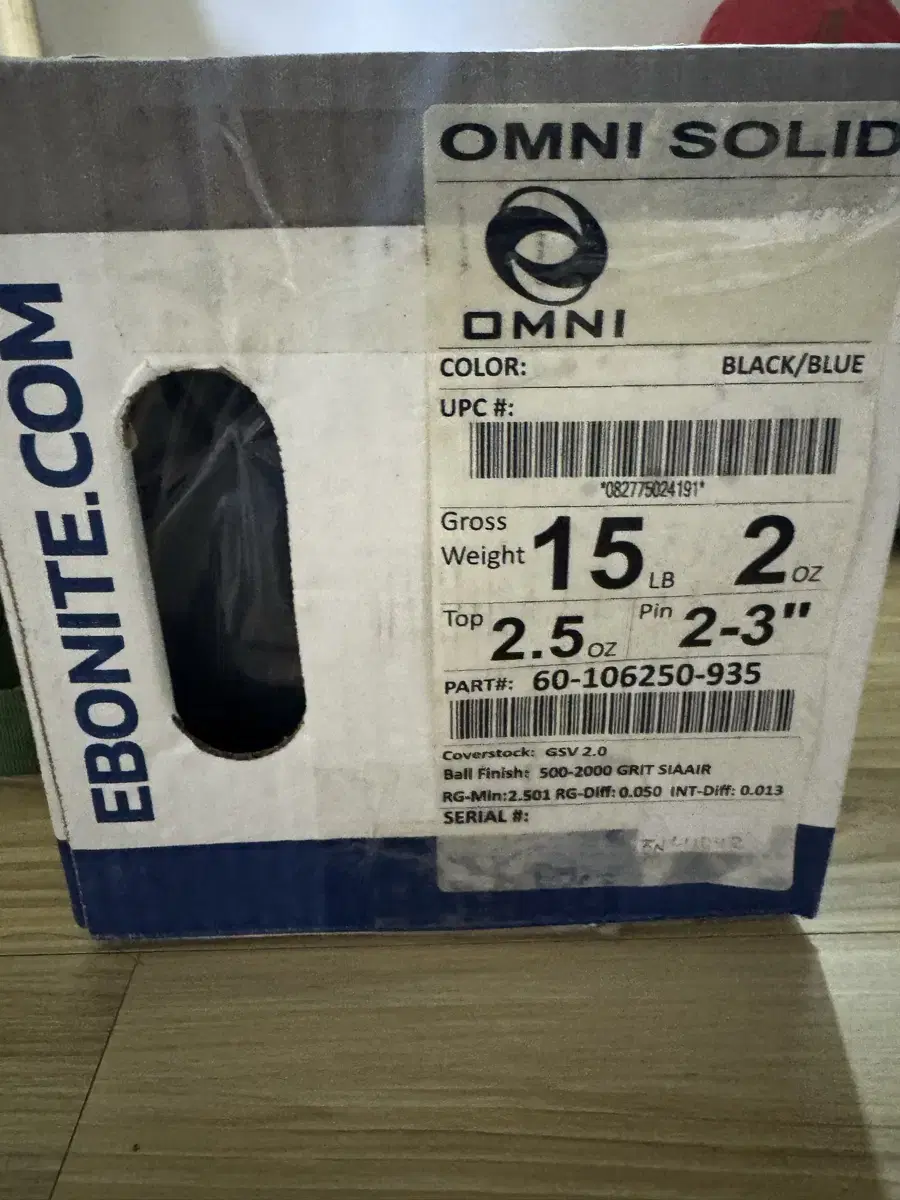 EBONITE.COM
OMNI SOLID
OMNI
COLOR: BLACK/BLUE
UPC #:
*082775024191*
Gross Weight 15 LB 2 OZ
Top 2.5 OZ Pin 2-3"
PART#: 60-106250-935
Coverstock: GSV 2.0
Ball Finish: 500-2000 GRIT SIAAIR
RG-Min:2.501 RG-Diff: 0.050 INT-Diff: 0.013
SERIAL #: